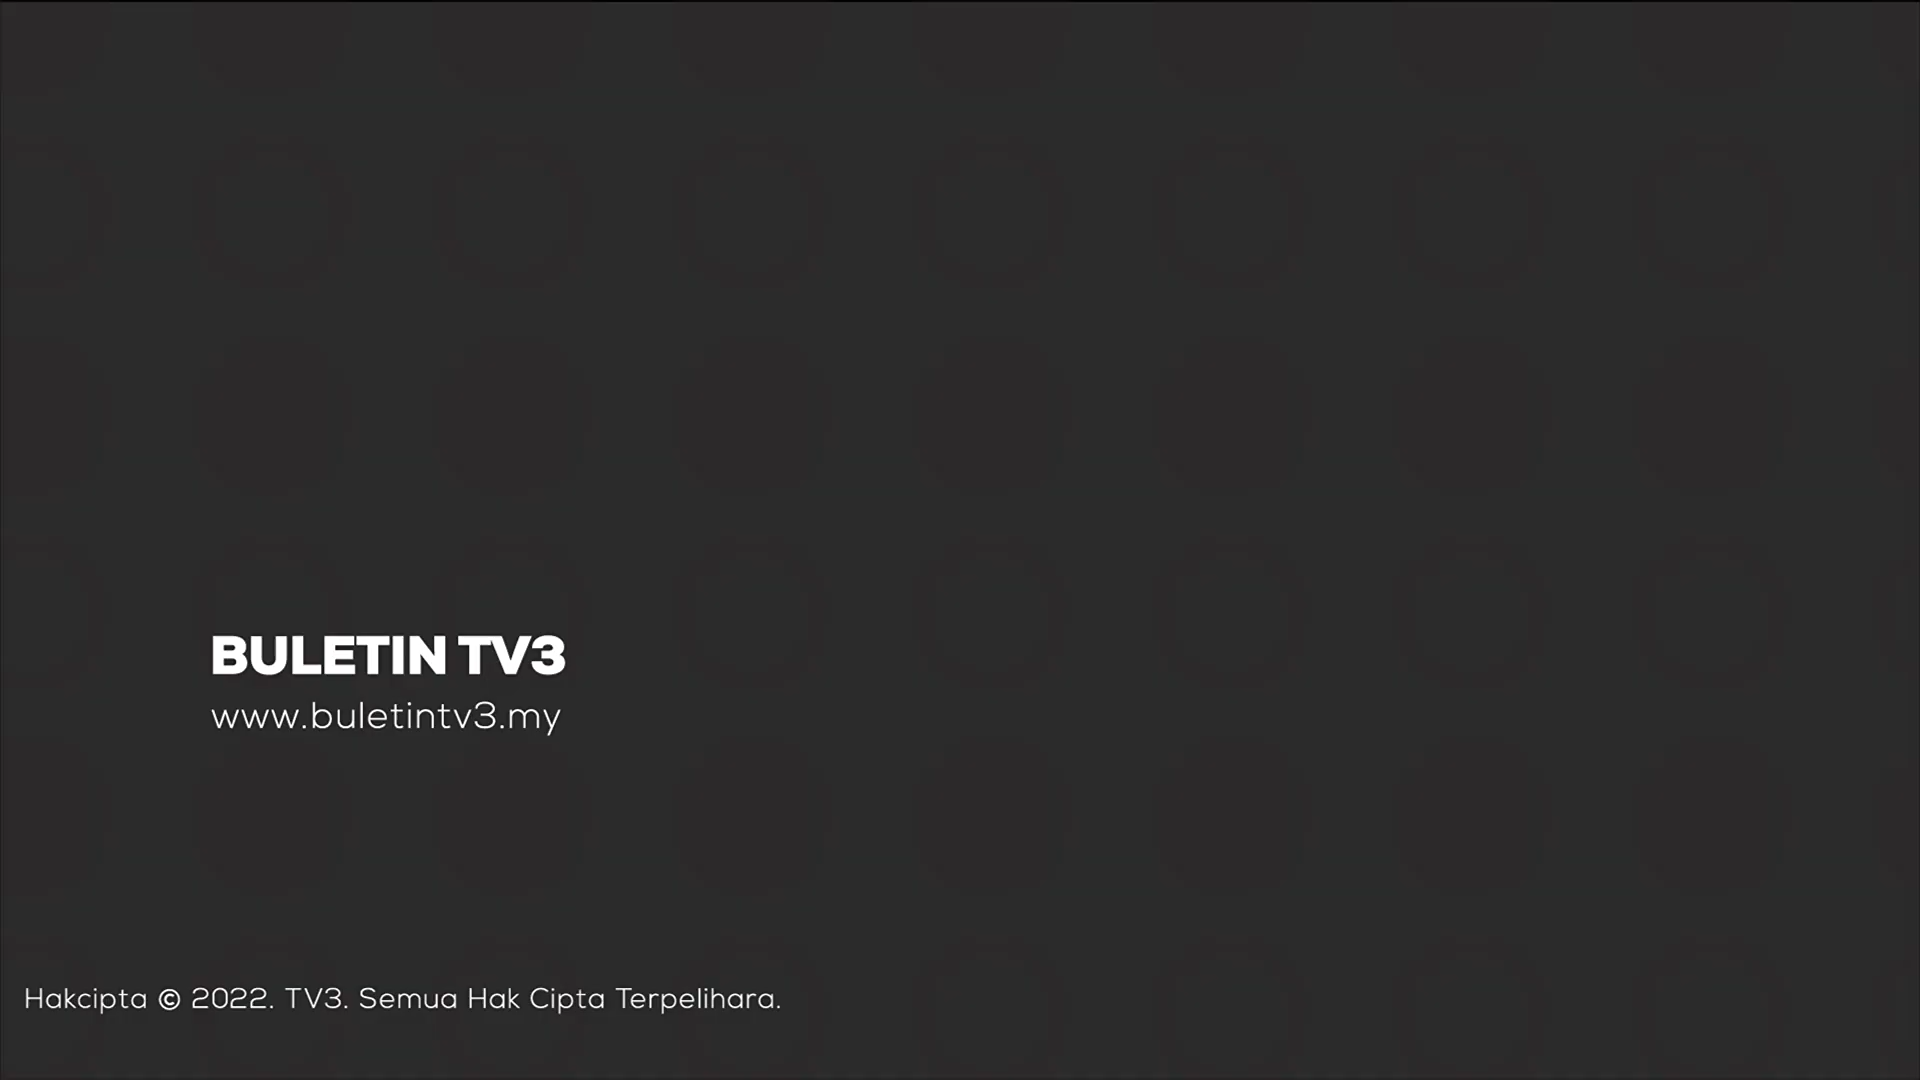 BULETIN TV3
www.buletintv3.my
Hakcipta © 2022. TV3. Semua Hak Cipta Terpelihara.